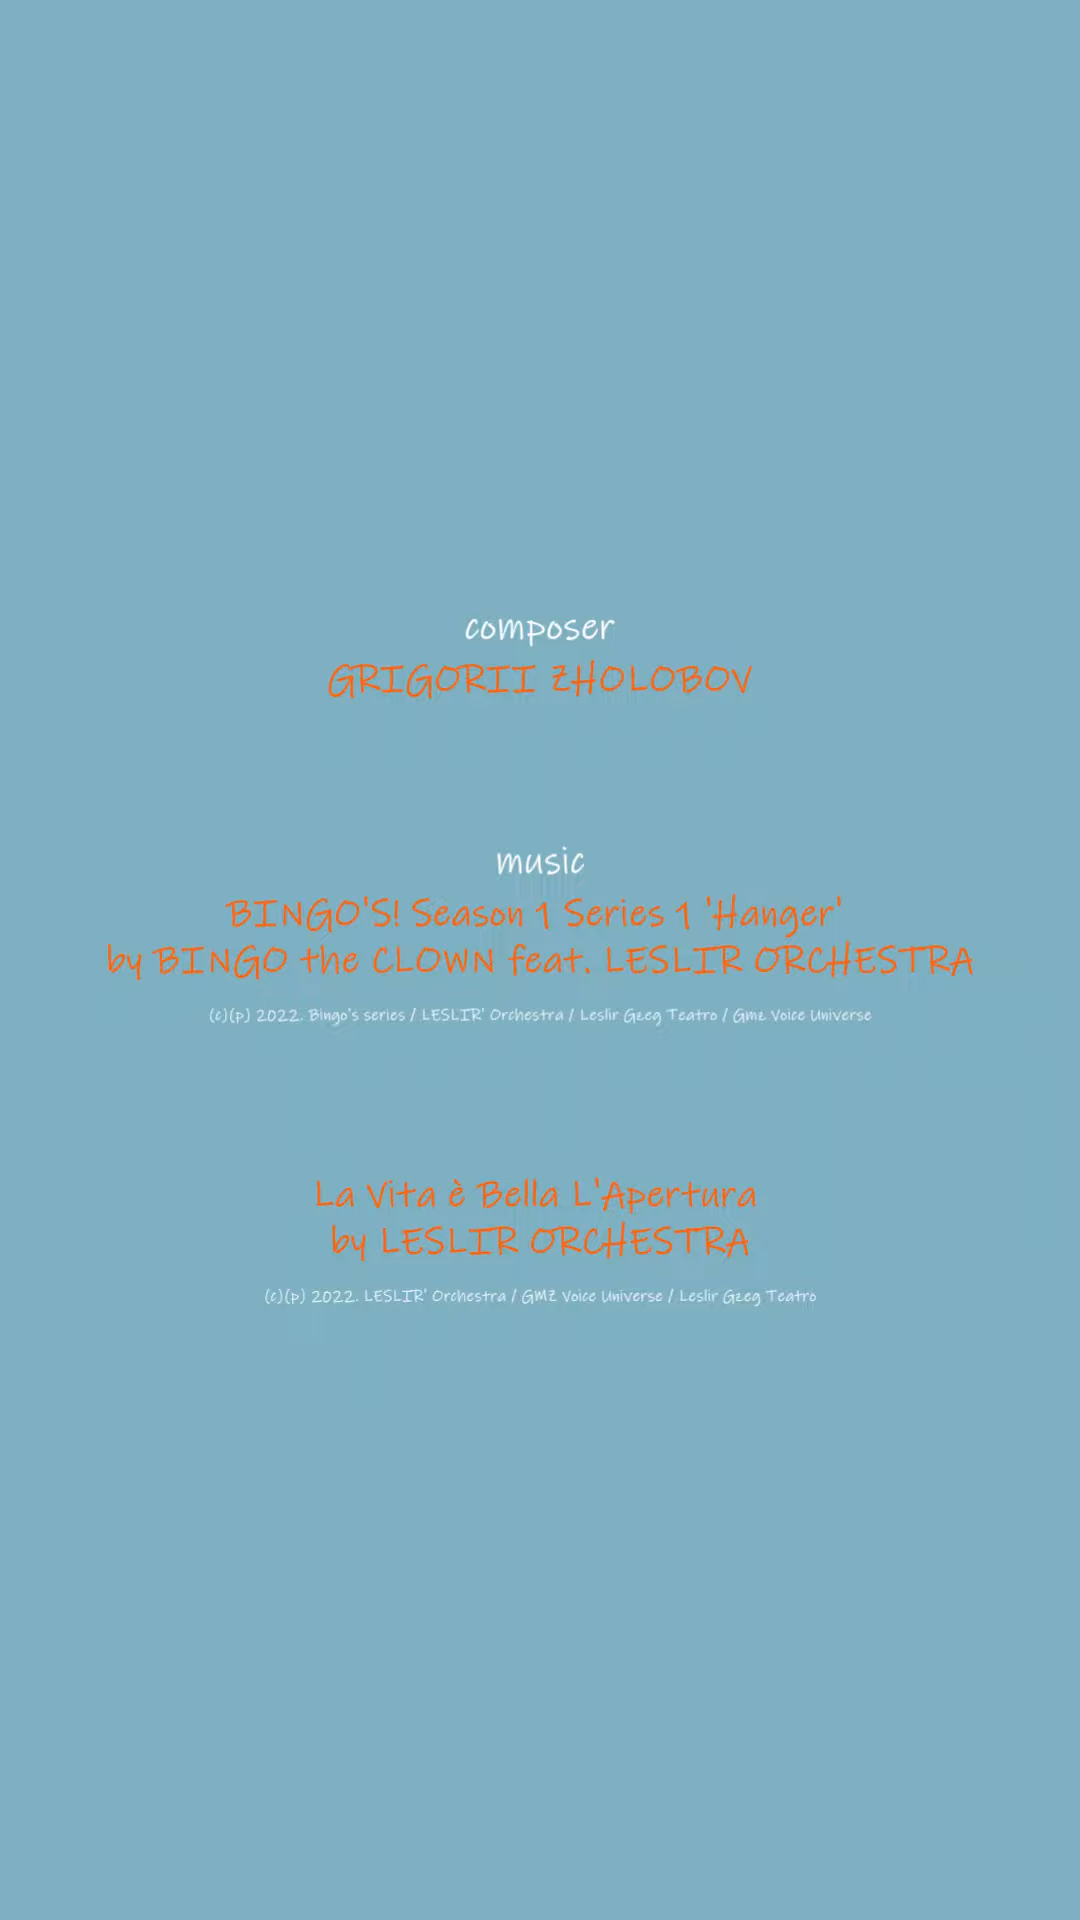 composer
GRIGORII ZHOLOBOV
music
BINGO'S! Season 1 Series 1 'Hanger'
by BINGO the CLOWN feat. LESLIR ORCHESTRA
(c)(p) 2022. Bingo's series / LESLIR' Orchestra / Leslir Gzeg Teatro / Gmz Voice Universe
La Vita è Bella L'Apertura
by LESLIR ORCHESTRA
(c)(p) 2022. LESLIR' Orchestra / GMZ Voice Universe / Leslir Gzeg Teatro